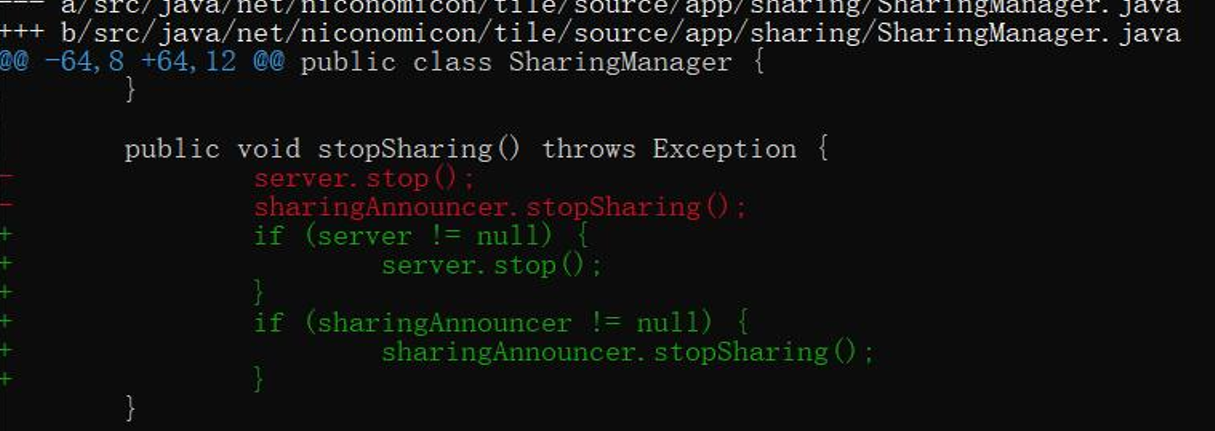 --- a/src/java/net/niconomicon/tile/source/app/sharing/SharingManager.java
+++ b/src/java/net/niconomicon/tile/source/app/sharing/SharingManager.java
@@ -64,8 +64,12 @@ public class SharingManager {
        }

        public void stopSharing() throws Exception {
-               server.stop();
-               sharingAnnouncer.stopSharing();
+               if (server != null) {
+                       server.stop();
+               }
+               if (sharingAnnouncer != null) {
+                       sharingAnnouncer.stopSharing();
+               }
        }